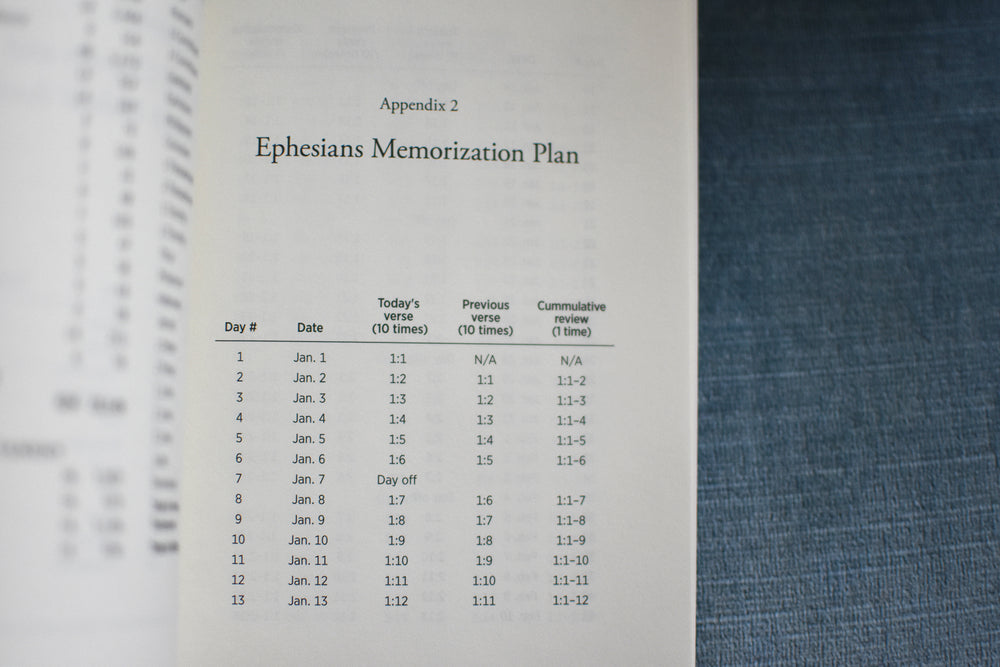 Appendix 2
Ephesians Memorization Plan
Day # Date Today's verse (10 times) Previous verse (10 times) Cummulative review (1 time)
1 Jan. 1 1:1 N/A N/A
2 Jan. 2 1:2 1:1 1:1–2
3 Jan. 3 1:3 1:2 1:1–3
4 Jan. 4 1:4 1:3 1:1–4
5 Jan. 5 1:5 1:4 1:1–5
6 Jan. 6 1:6 1:5 1:1–6
7 Jan. 7 Day off
8 Jan. 8 1:7 1:6 1:1–7
9 Jan. 9 1:8 1:7 1:1–8
10 Jan. 10 1:9 1:8 1:1–9
11 Jan. 11 1:10 1:9 1:1–10
12 Jan. 12 1:11 1:10 1:1–11
13 Jan. 13 1:12 1:11 1:1–12